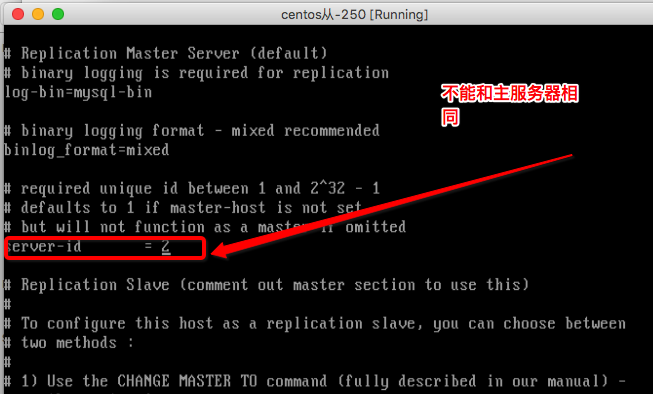 centos从-250 [Running]
# Replication Master Server (default)
# binary logging is required for replication
log-bin=mysql-bin
不能和主服务器相
同
# binary logging format - mixed recommended
binlog_format=mixed
# required unique id between 1 and 2^32 - 1
# defaults to 1 if master-host is not set
# but will not function as a master if omitted
server-id = 2
# Replication Slave (comment out master section to use this)
#
# To configure this host as a replication slave, you can choose between
# two methods :
#
# 1) Use the CHANGE MASTER TO command (fully described in our manual) -